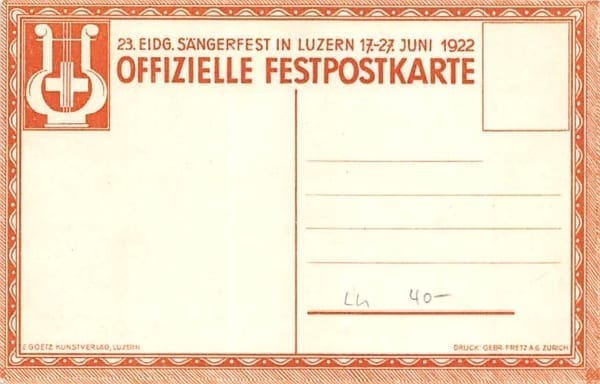 23. EIDG. SÄNGERFEST IN LUZERN 17.-27. JUNI 1922
OFFIZIELLE FESTPOSTKARTE
LU 40-
E. GOETZ KUNSTVERLAG, LUZERN
DRUCK: GEBR. FRETZ A.G. ZÜRICH